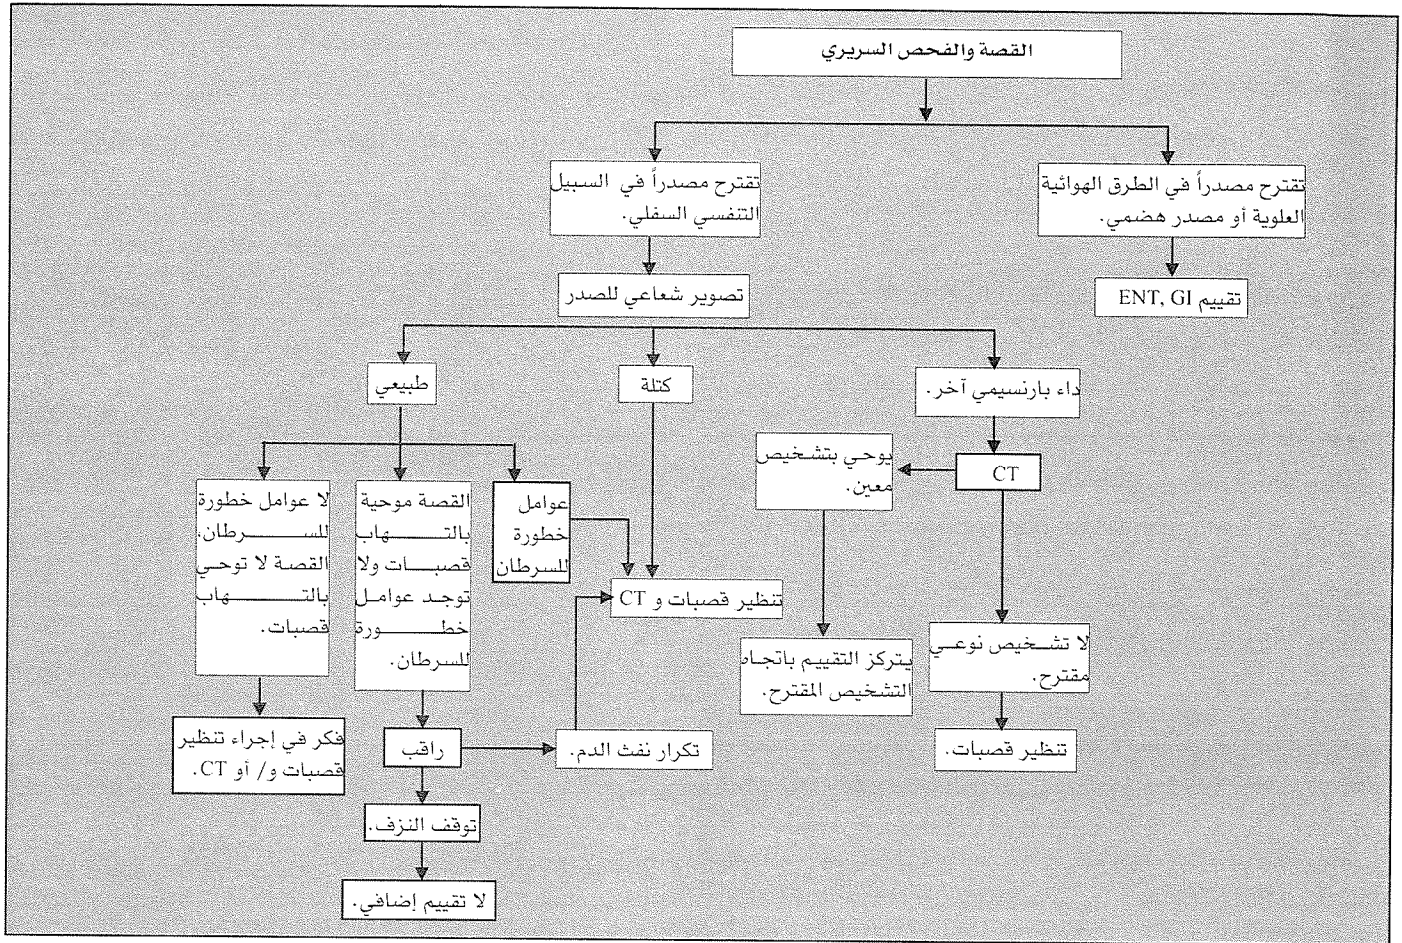 القصة والفحص السريري
تقترح مصدراً في الطرق الهوائية
العلوية أو مصدر هضمي.
تقترح مصدراً في السبيل
التنفسي السفلي.
تقييم ENT, GI
تصوير شعاعي للصدر
داء بارنسيمي آخر.
كتلة
طبيعي
CT
يوحي بتشخيص
معين.
عوامل
خطورة
للسرطان
القصة موحية
بالتهاب
قصبات ولا
توجد عوامل
خطورة
للسرطان.
لا عوامل خطورة
للسرطان.
القصة لا توحي
بالتهاب
قصبات.
تنظير قصبات و CT
لا تشخيص نوعي
مقترح.
يتركز التقييم باتجاه
التشخيص المقترح.
تنظير قصبات.
تكرار نفث الدم.
راقب
فكر في إجراء تنظير
قصبات و/ أو CT.
توقف النزف.
لا تقييم إضافي.